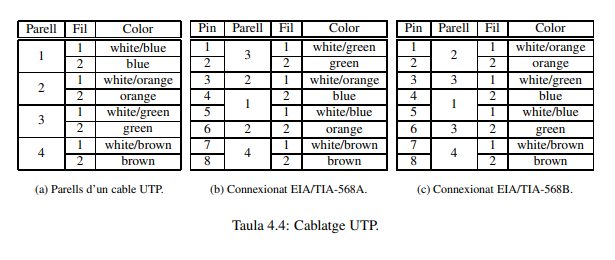 Parell Fil Color
1 1 white/blue
2 blue
2 1 white/orange
2 orange
3 1 white/green
2 green
4 1 white/brown
2 brown
(a) Parells d'un cable UTP.
Pin Parell Fil Color
1 3 1 white/green
2 2 green
3 2 1 white/orange
4 1 2 blue
5 1 white/blue
6 2 2 orange
7 4 1 white/brown
8 2 brown
(b) Connexionat EIA/TIA-568A.
Pin Parell Fil Color
1 2 1 white/orange
2 2 orange
3 3 1 white/green
4 1 2 blue
5 1 white/blue
6 3 2 green
7 4 1 white/brown
8 2 brown
(c) Connexionat EIA/TIA-568B.
Taula 4.4: Cablatge UTP.